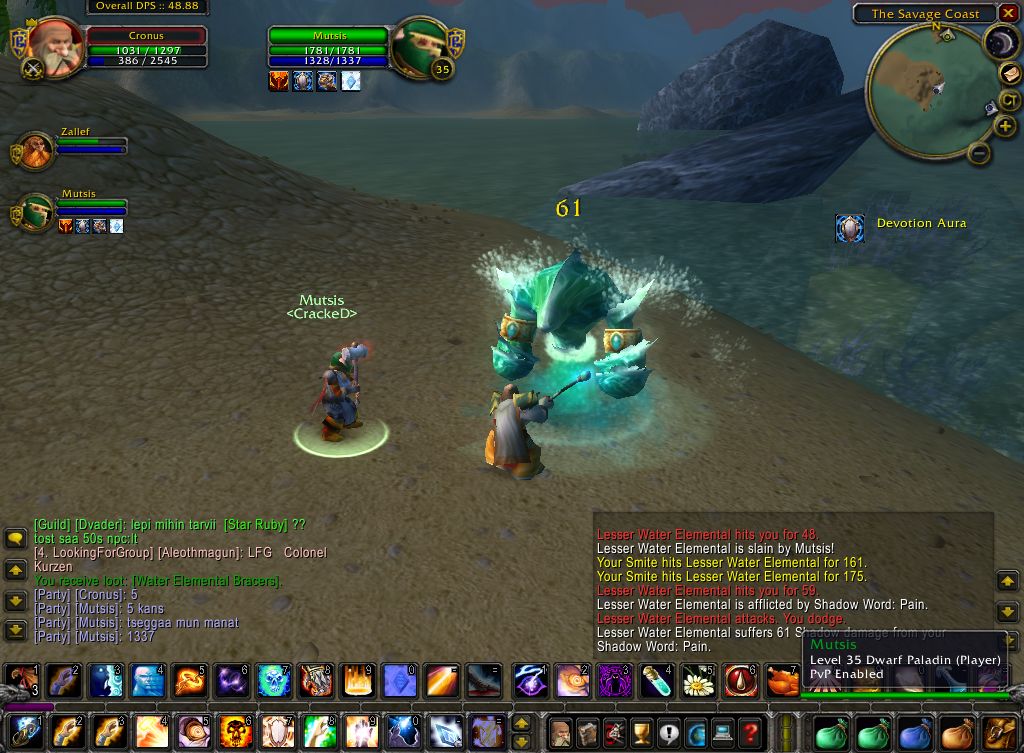 Overall DPS :: 48.88
Cronus
1031 / 1297
386 / 2545
Mutsis
1781/1781
1328/1337
35
The Savage Coast
N
Zallef
Mutsis
Devotion Aura
61
Mutsis
<CrackeD>
[Guild] [Dvader]: lepi mihin tarvii [Star Ruby] ??
tost saa 50s npc:lt
[4. LookingForGroup] [Aleothmagun]: LFG Colonel
Kurzen
You receive loot: [Water Elemental Bracers].
[Party] [Cronus]: 5
[Party] [Mutsis]: 5 kans
[Party] [Mutsis]: tseggaa mun manat
[Party] [Mutsis]: 1337
Lesser Water Elemental hits you for 48.
Lesser Water Elemental is slain by Mutsis!
Your Smite hits Lesser Water Elemental for 161.
Your Smite hits Lesser Water Elemental for 175.
Lesser Water Elemental hits you for 59.
Lesser Water Elemental is afflicted by Shadow Word: Pain.
Lesser Water Elemental attacks. You dodge.
Lesser Water Elemental suffers 61 Shadow damage from your
Shadow Word: Pain.
Mutsis
Level 35 Dwarf Paladin (Player)
PvP Enabled